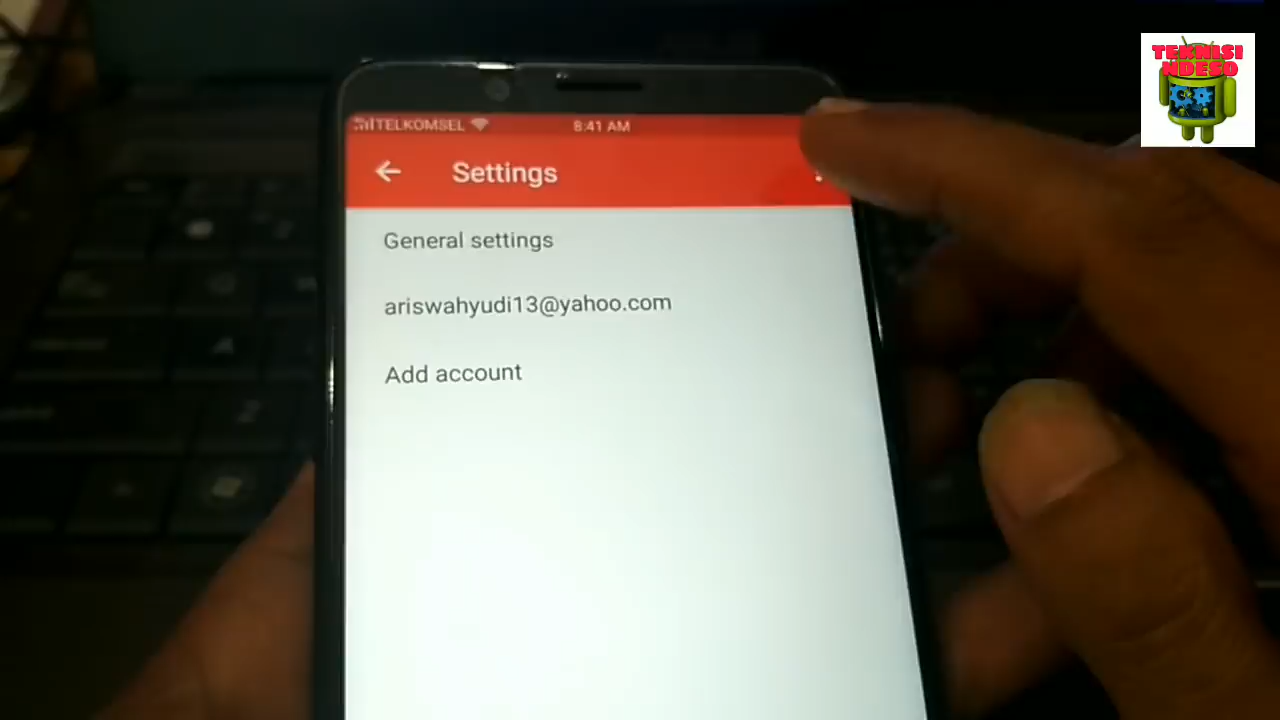 TEKNISI
NDESO
TELKOMSEL
8:41 AM
Settings
General settings
ariswahyudi13@yahoo.com
Add account
A
Z